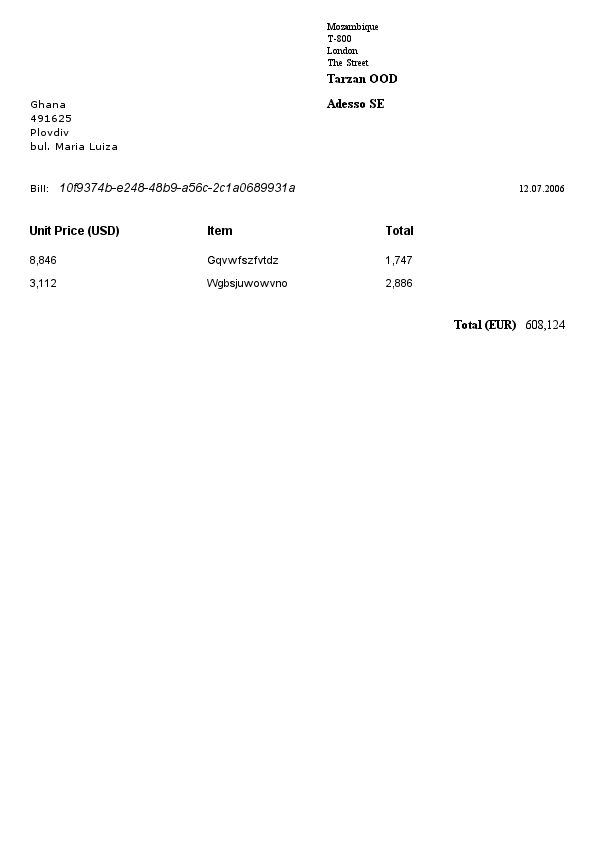 Mozambique
T-800
London
The Street
Tarzan OOD
Ghana
Adesso SE
491625
Plovdiv
bul. Maria Luiza
Bill: 10f9374b-e248-48b9-a56c-2c1a0689931a 12.07.2006
Unit Price (USD) Item Total
8,846 Gqvwfszfvtdz 1,747
3,112 Wgbsjuwowvno 2,886
Total (EUR) 608,124